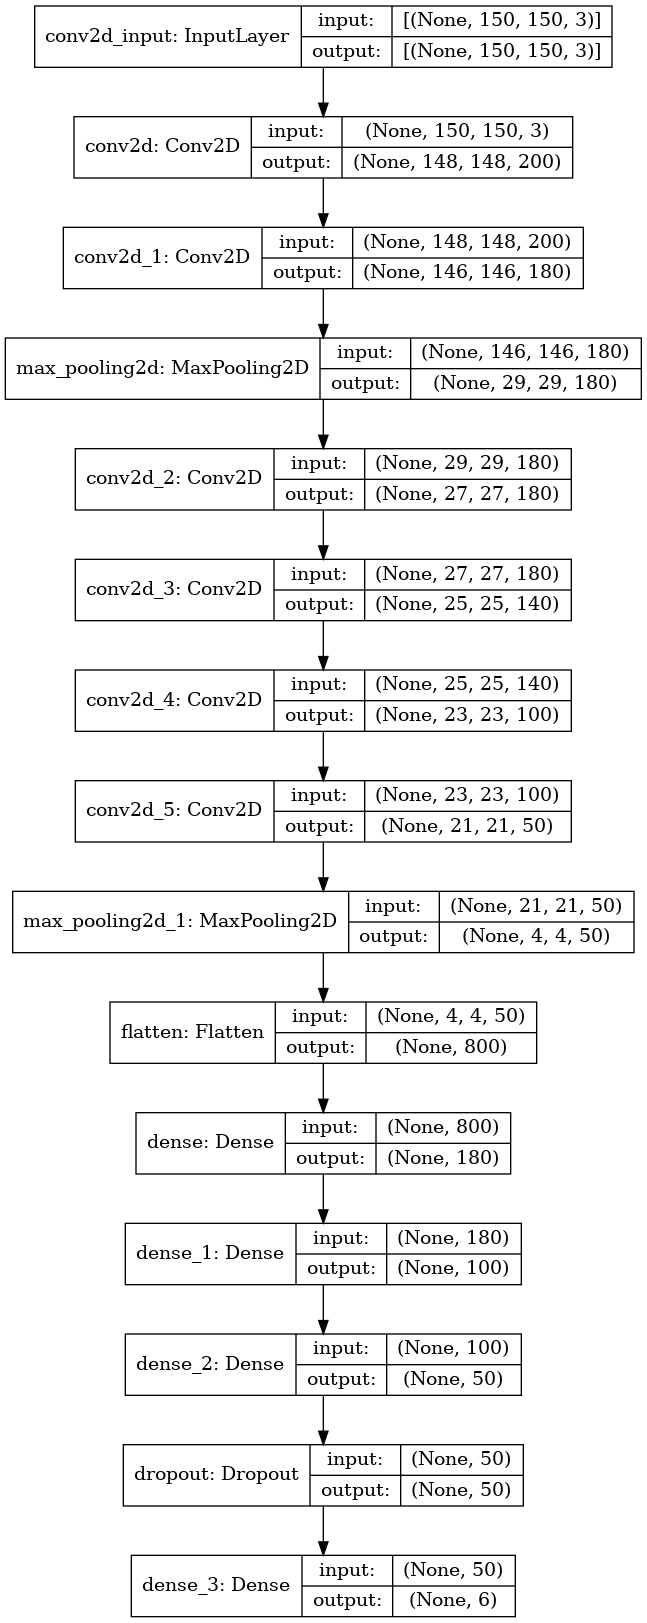 conv2d_input: InputLayer
input:
[(None, 150, 150, 3)]
output:
[(None, 150, 150, 3)]
conv2d: Conv2D
input:
(None, 150, 150, 3)
output:
(None, 148, 148, 200)
conv2d_1: Conv2D
input:
(None, 148, 148, 200)
output:
(None, 146, 146, 180)
max_pooling2d: MaxPooling2D
input:
(None, 146, 146, 180)
output:
(None, 29, 29, 180)
conv2d_2: Conv2D
input:
(None, 29, 29, 180)
output:
(None, 27, 27, 180)
conv2d_3: Conv2D
input:
(None, 27, 27, 180)
output:
(None, 25, 25, 140)
conv2d_4: Conv2D
input:
(None, 25, 25, 140)
output:
(None, 23, 23, 100)
conv2d_5: Conv2D
input:
(None, 23, 23, 100)
output:
(None, 21, 21, 50)
max_pooling2d_1: MaxPooling2D
input:
(None, 21, 21, 50)
output:
(None, 4, 4, 50)
flatten: Flatten
input:
(None, 4, 4, 50)
output:
(None, 800)
dense: Dense
input:
(None, 800)
output:
(None, 180)
dense_1: Dense
input:
(None, 180)
output:
(None, 100)
dense_2: Dense
input:
(None, 100)
output:
(None, 50)
dropout: Dropout
input:
(None, 50)
output:
(None, 50)
dense_3: Dense
input:
(None, 50)
output:
(None, 6)